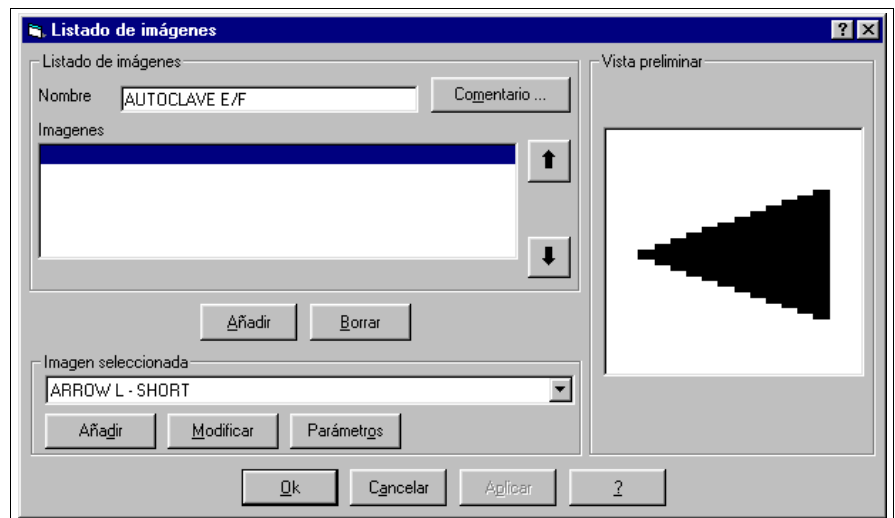 Listado de imágenes
Listado de imágenes
Nombre AUTOCLAVE E/F Comentario ...
Imagenes
Añadir Borrar
Imagen seleccionada
ARROW L - SHORT
Añadir Modificar Parámetros
Vista preliminar
Ok Cancelar Aplicar ?